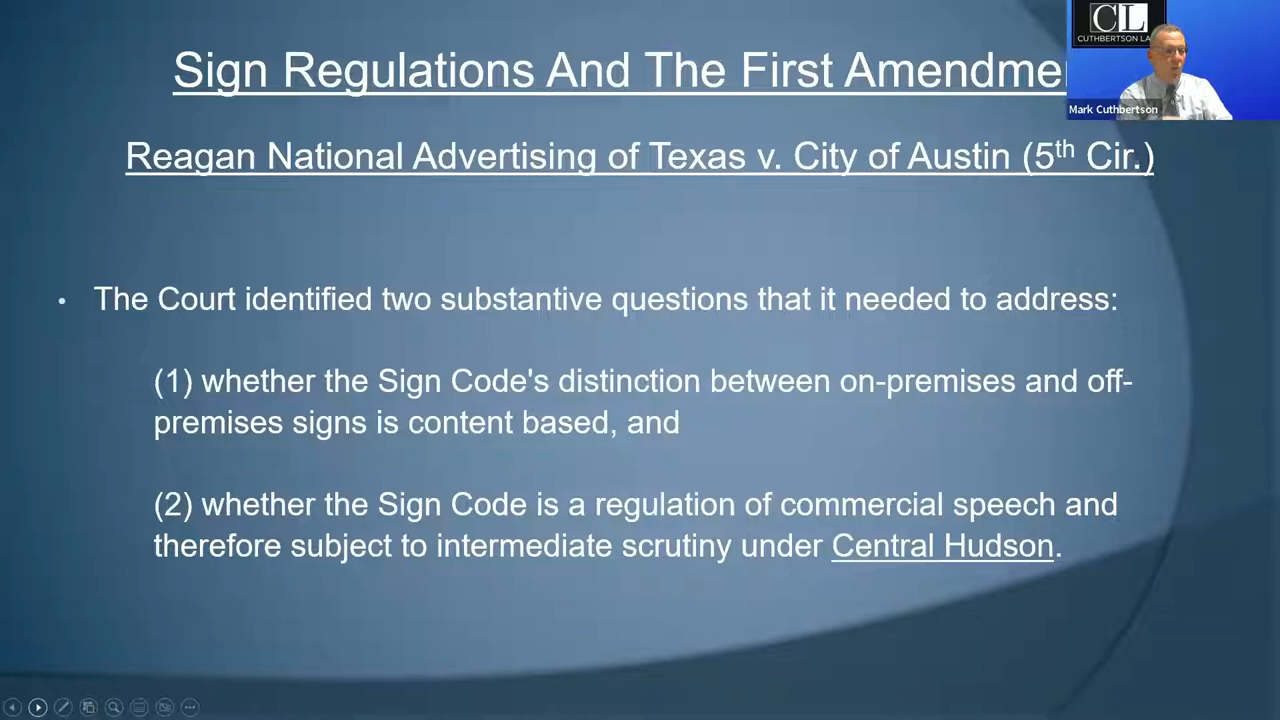 Sign Regulations And The First Amendmen
CL
CUTHBERTSON LA
Mark Cuthbertson
Reagan National Advertising of Texas v. City of Austin (5th Cir.)
• The Court identified two substantive questions that it needed to address:
(1) whether the Sign Code's distinction between on-premises and off-
premises signs is content based, and
(2) whether the Sign Code is a regulation of commercial speech and
therefore subject to intermediate scrutiny under Central Hudson.